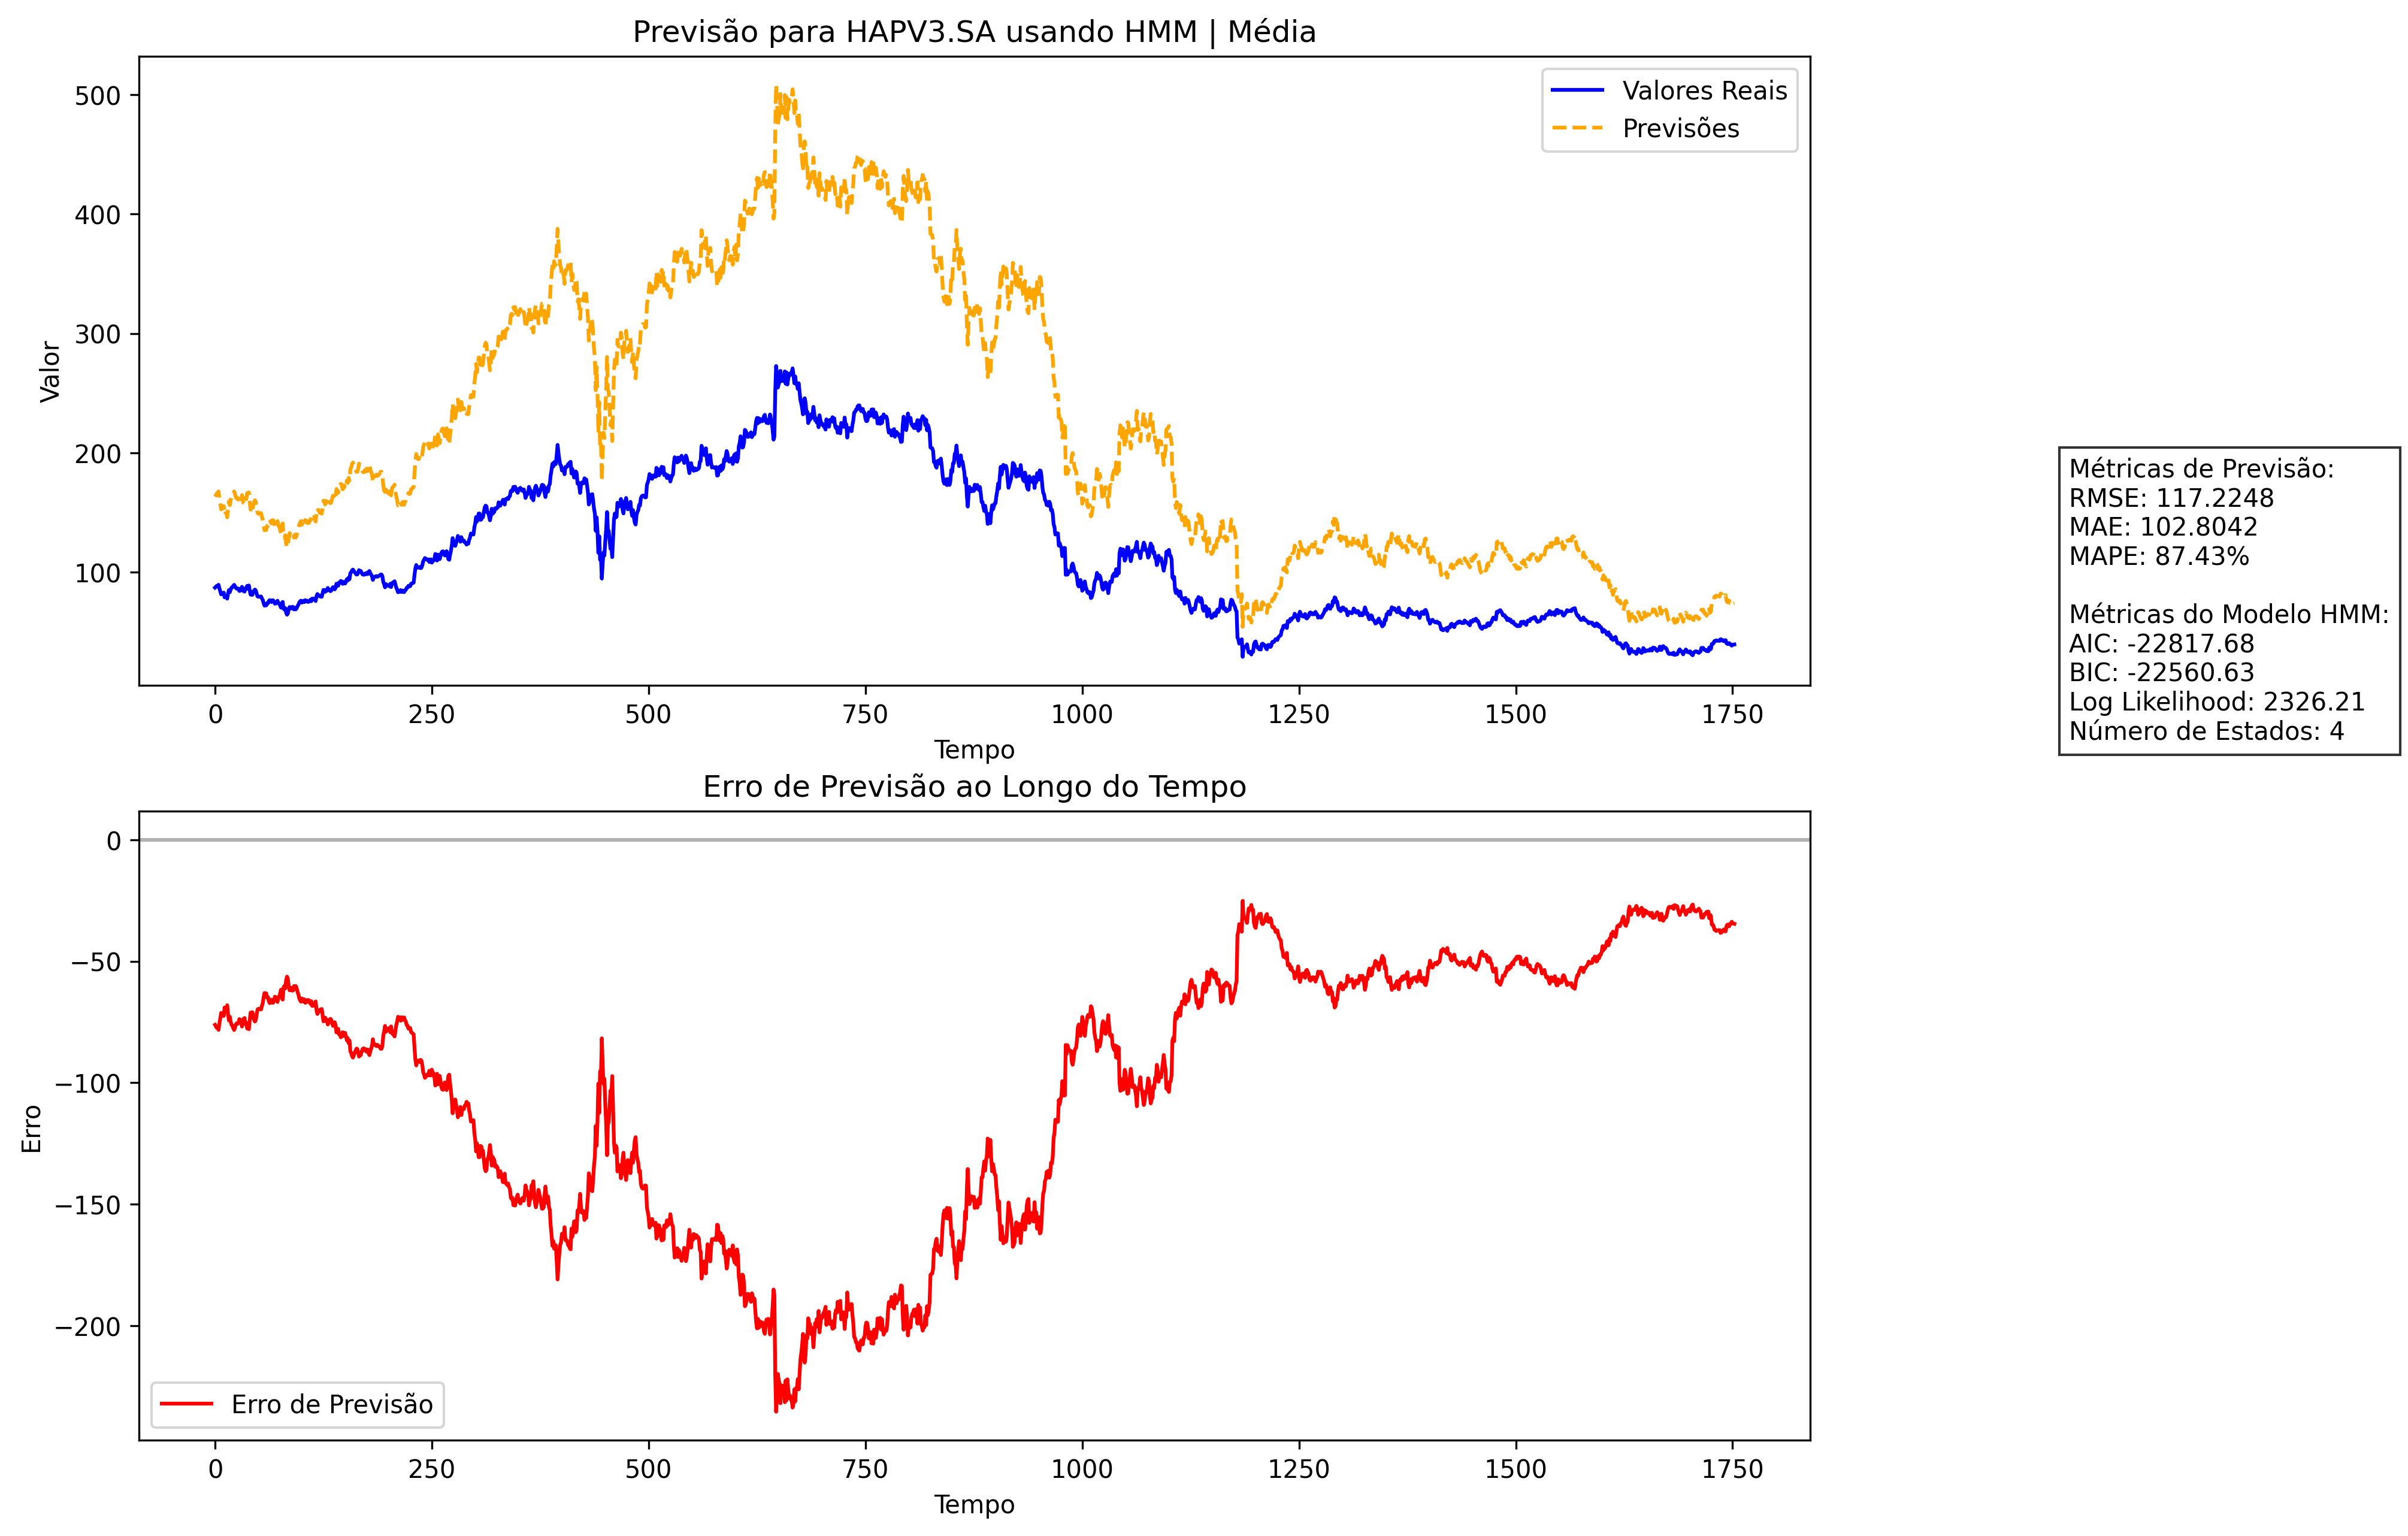 Previsão para HAPV3.SA usando HMM | Média
Valor
500
400
300
200
100
Valores Reais
Previsões
0 250 500 750 1000 1250 1500 1750
Tempo
Métricas de Previsão:
RMSE: 117.2248
MAE: 102.8042
MAPE: 87.43%
Métricas do Modelo HMM:
AIC: -22817.68
BIC: -22560.63
Log Likelihood: 2326.21
Número de Estados: 4
Erro de Previsão ao Longo do Tempo
Erro
0
−50
−100
−150
−200
Erro de Previsão
0 250 500 750 1000 1250 1500 1750
Tempo